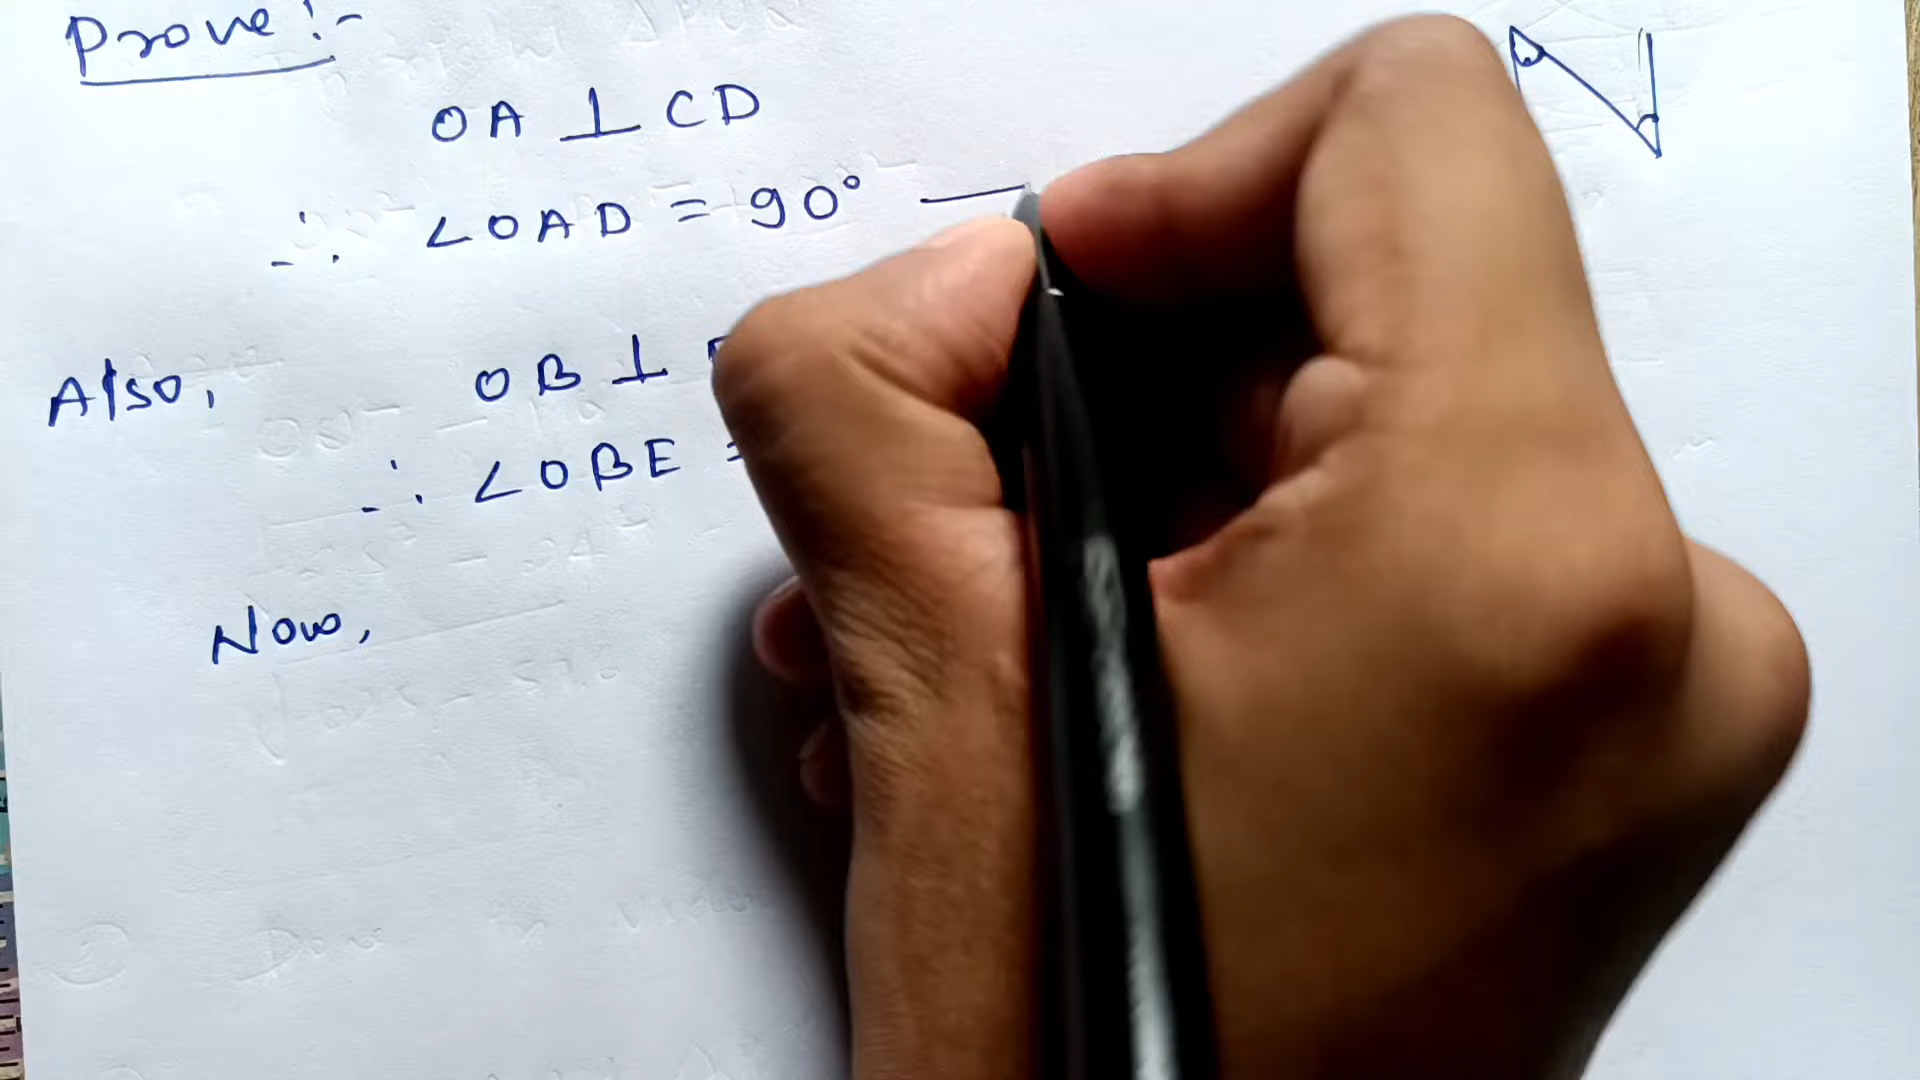 Prove :-
OA ⊥ CD
∴ ∠OAD = 90° —
Also, OB ⊥
∴ ∠OBE =
Now,